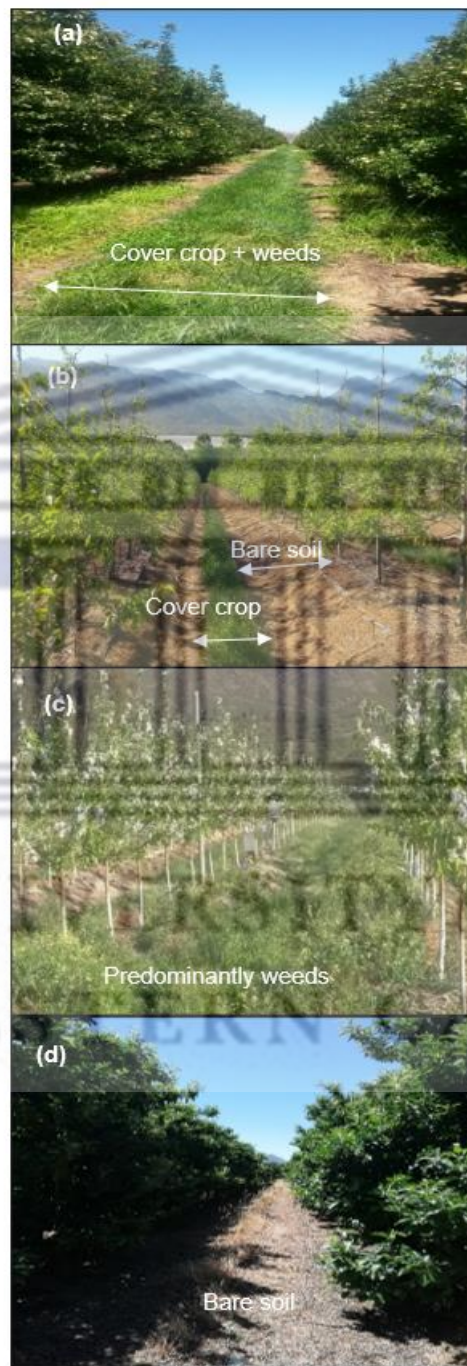 (a)
Cover crop + weeds
(b)
Bare soil
Cover crop
(c)
Predominantly weeds
(d)
Bare soil